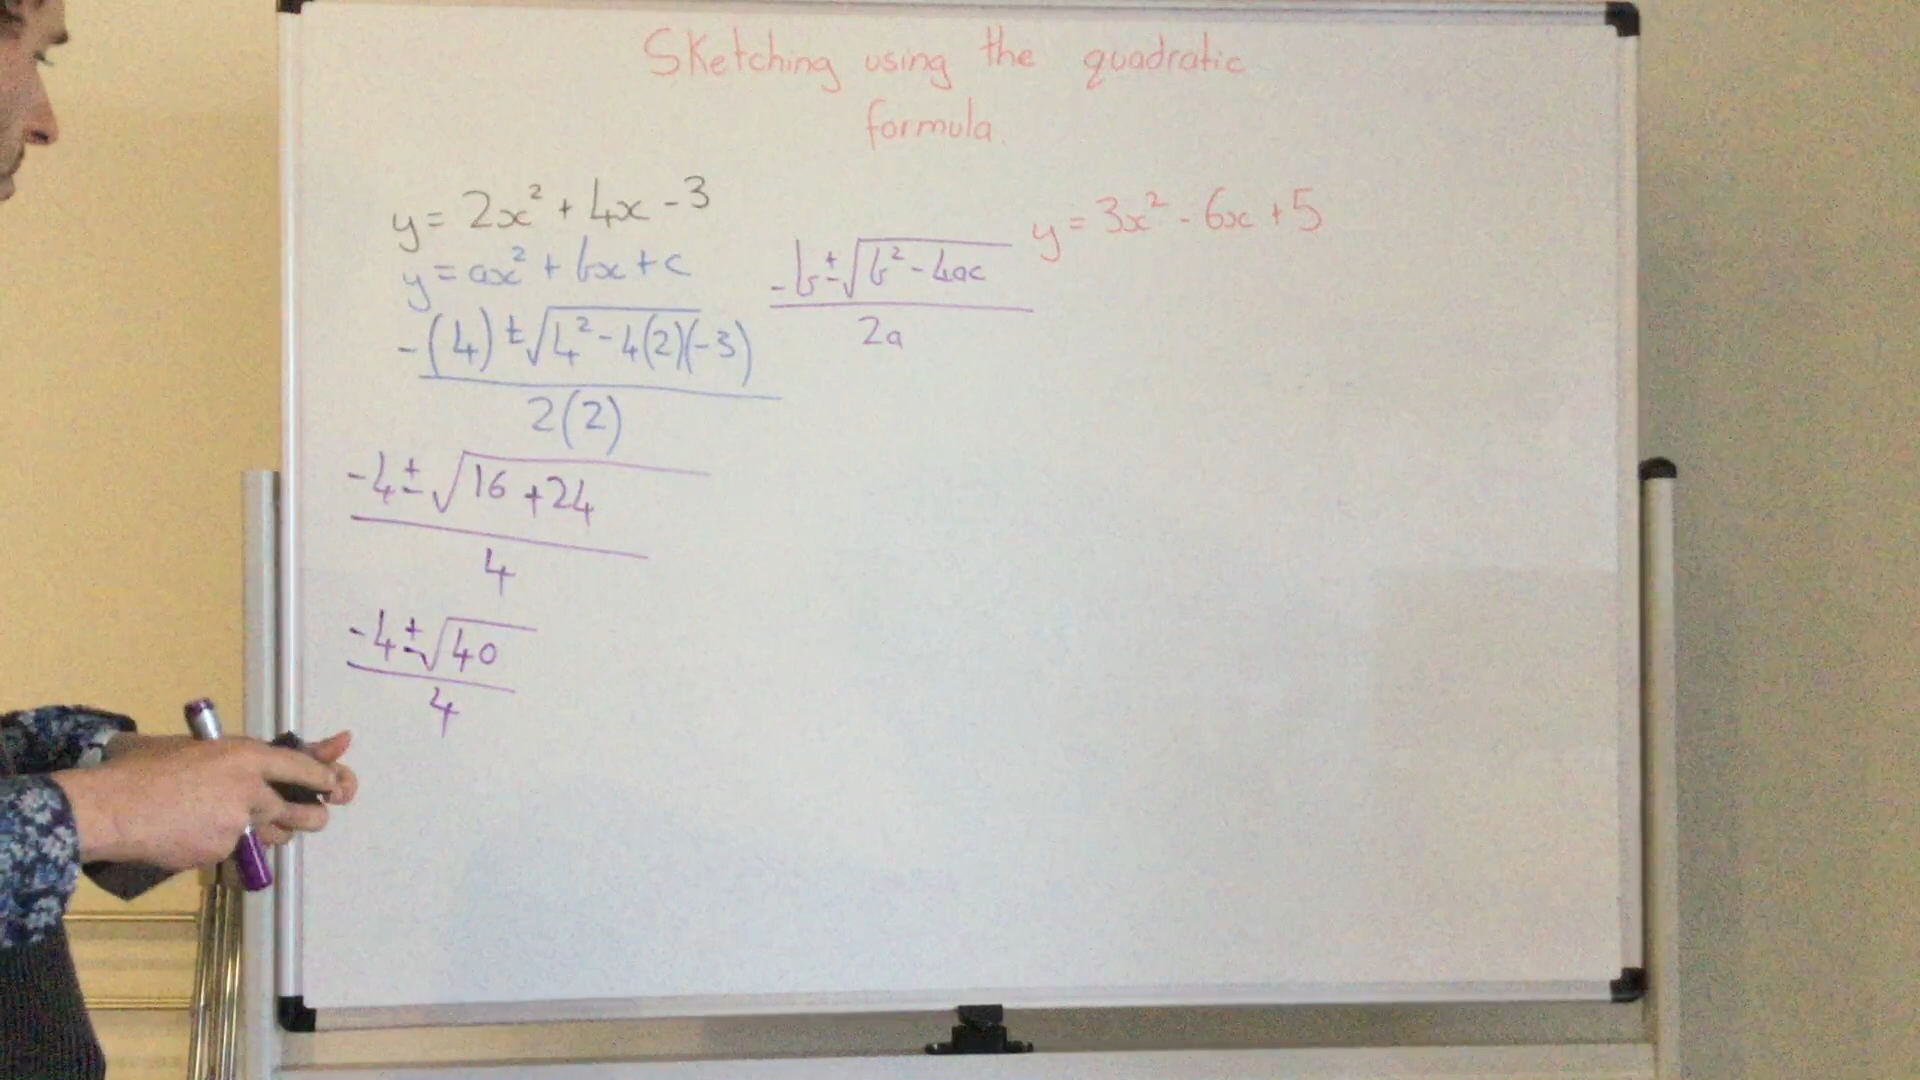 Sketching using the quadratic
formula
y = 2x² + 4x - 3
y = ax² + bx + c
-(4) ± √4² - 4(2)(-3)
2(2)
-4 ± √16 + 24
4
-4 ± √40
4
-b ± √b² - 4ac
2a
y = 3x² - 6x + 5